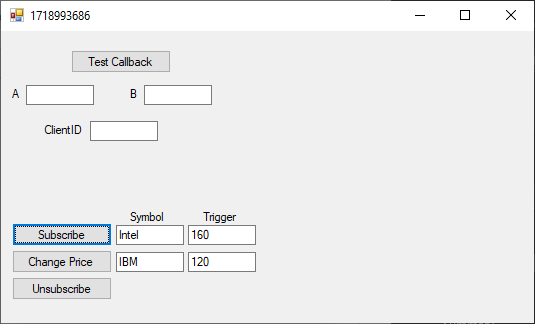 1718993686
Test Callback
A B
ClientID
Symbol Trigger
Subscribe Intel 160
Change Price IBM 120
Unsubscribe